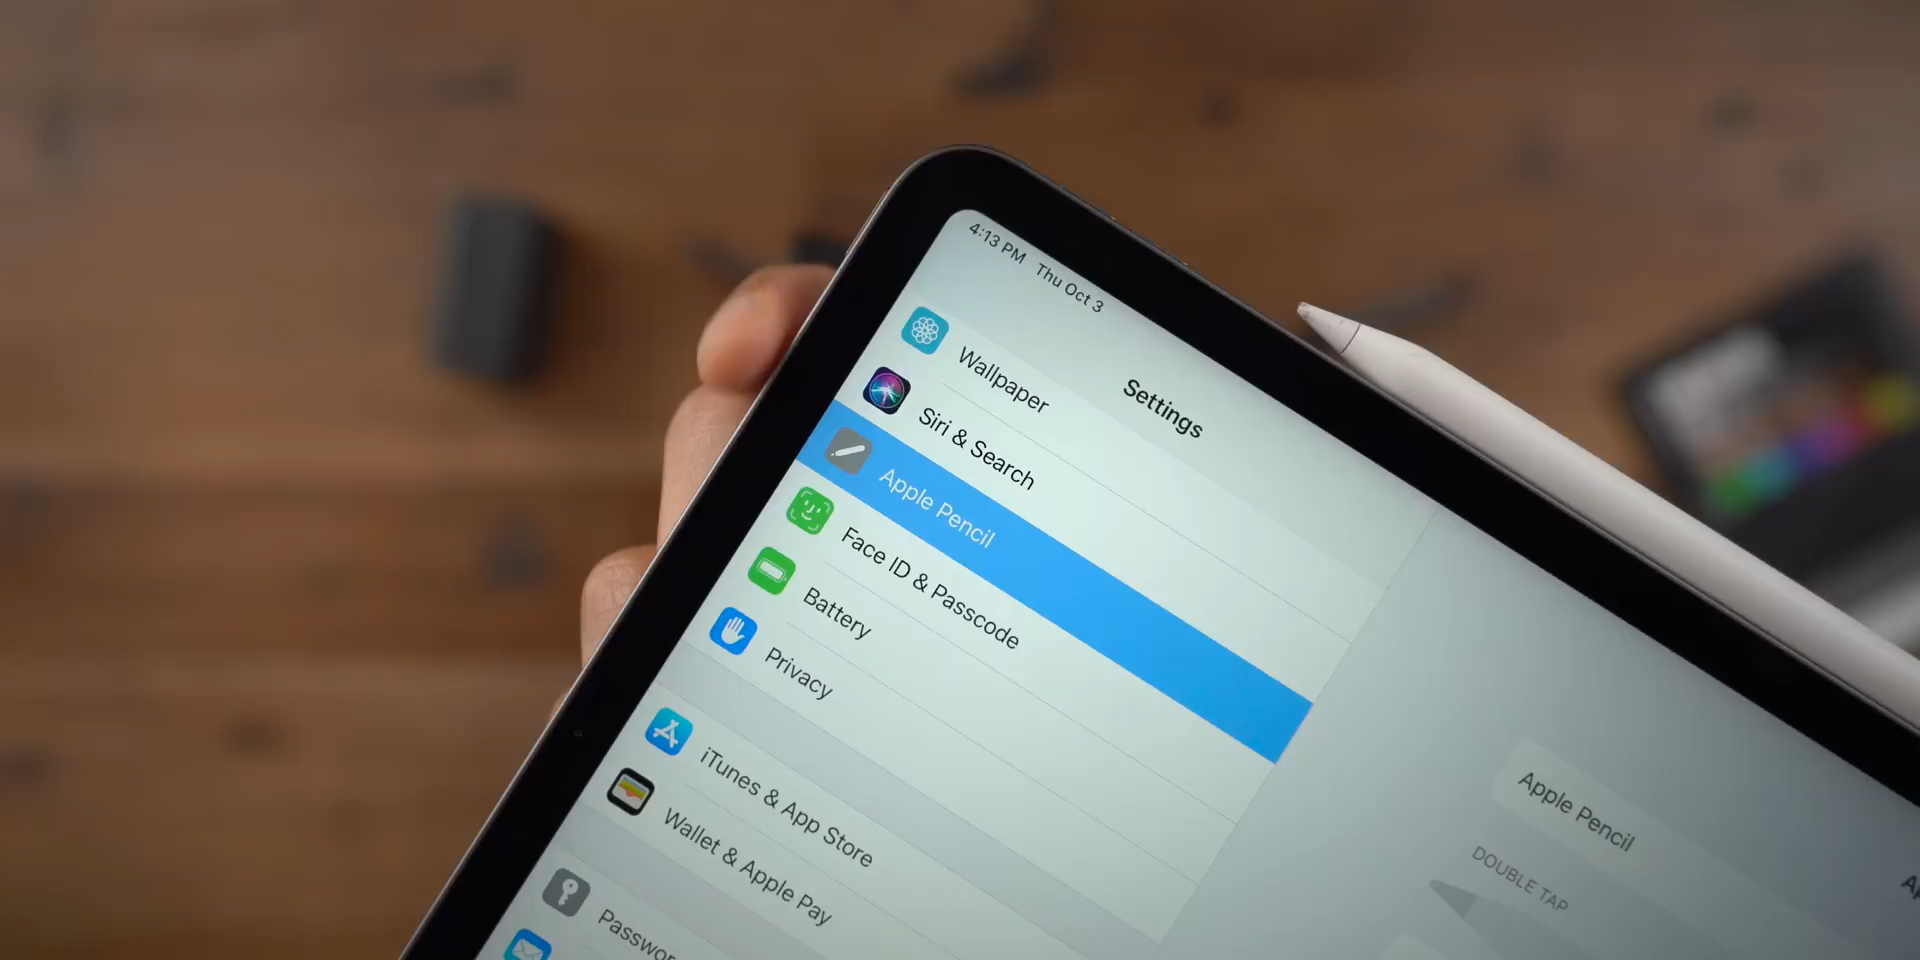 4:13 PM Thu Oct 3
Settings
Wallpaper
Siri & Search
Apple Pencil
Face ID & Passcode
Battery
Privacy
iTunes & App Store
Wallet & Apple Pay
Apple Pencil
DOUBLE TAP